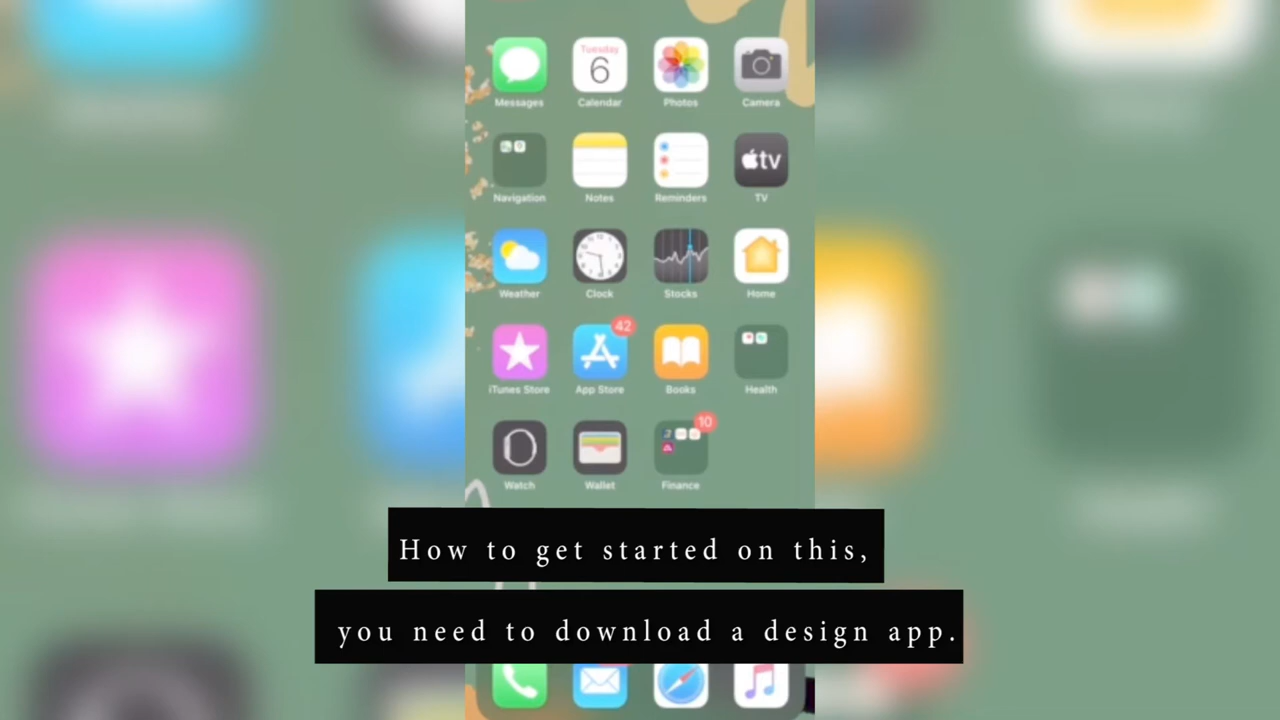 Tuesday
6
Messages Calendar Photos Camera
tv
Navigation Notes Reminders TV
Weather Clock Stocks Home
42
iTunes Store App Store Books Health
10
Watch Wallet Finance
How to get started on this,
you need to download a design app.